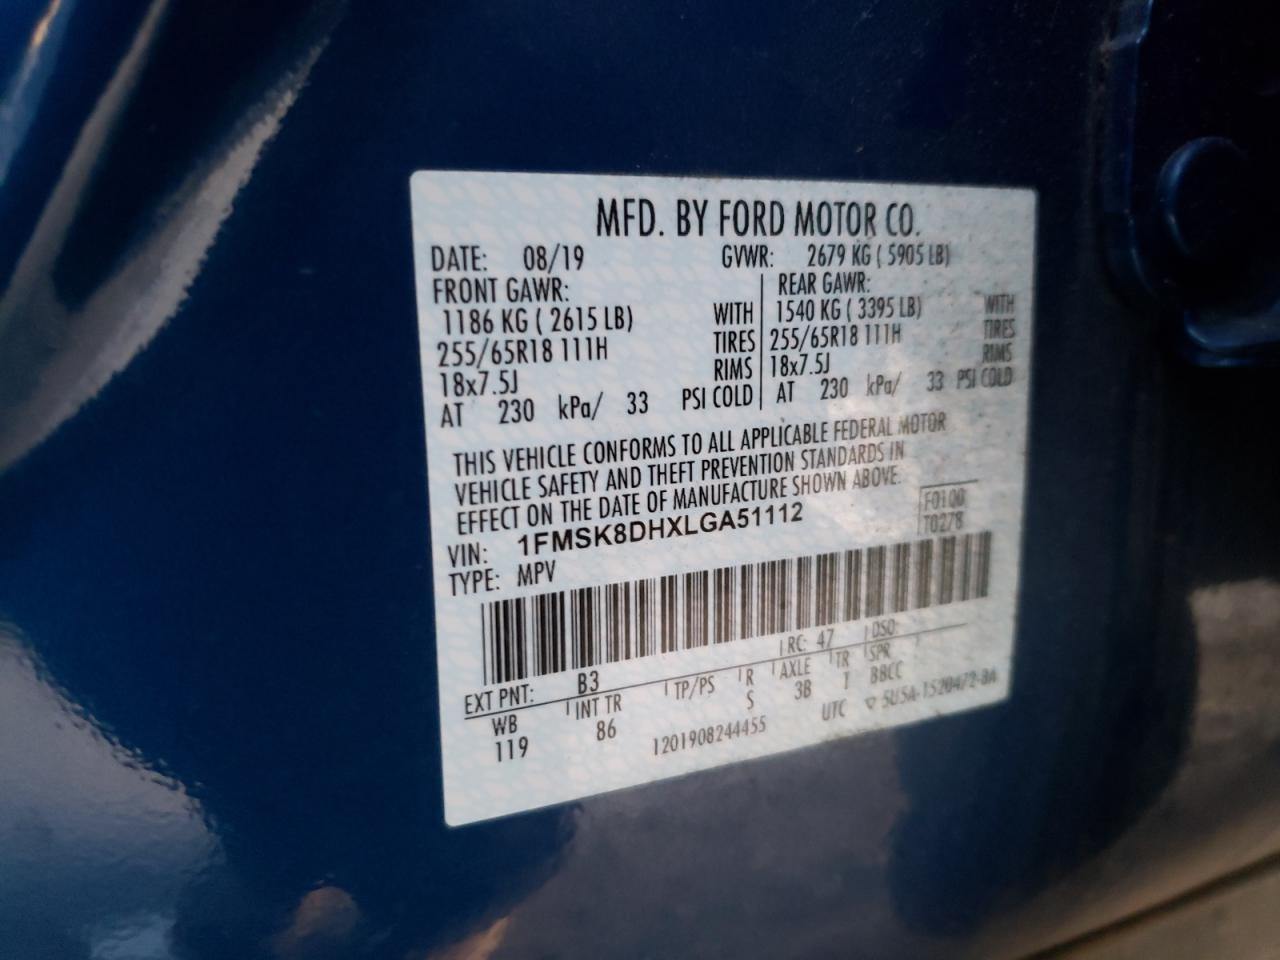 MFD. BY FORD MOTOR CO.
DATE: 08/19 GVWR: 2679 KG ( 5905 LB)
FRONT GAWR: REAR GAWR:
1186 KG ( 2615 LB) WITH 1540 KG ( 3395 LB) WITH
255/65R18 111H TIRES 255/65R18 111H TIRES
18x7.5J RIMS 18x7.5J RIMS
AT 230 kPa/ 33 PSI COLD AT 230 kPa/ 33 PSI COLD
THIS VEHICLE CONFORMS TO ALL APPLICABLE FEDERAL MOTOR
VEHICLE SAFETY AND THEFT PREVENTION STANDARDS IN
EFFECT ON THE DATE OF MANUFACTURE SHOWN ABOVE.
F0100
VIN: 1FMSK8DHXLGA51112 T0278
TYPE: MPV
EXT PNT: B3 RC: 47 DSO:
WB INT TR TP/PS R AXLE TR SPR
119 86 S 3B T BBCC
1201908244455 UTC ▽ 5U5A-1520472-BA